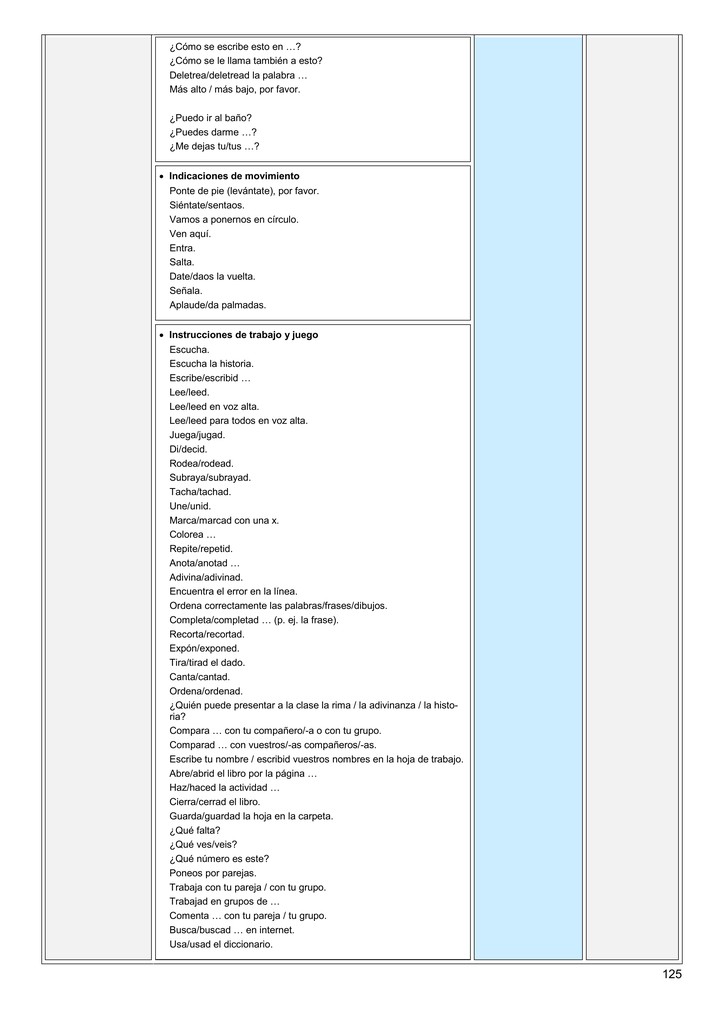 ¿Cómo se escribe esto en …?
¿Cómo se le llama también a esto?
Deletrea/deletread la palabra …
Más alto / más bajo, por favor.
¿Puedo ir al baño?
¿Puedes darme …?
¿Me dejas tu/tus …?
• Indicaciones de movimiento
Ponte de pie (levántate), por favor.
Siéntate/sentaos.
Vamos a ponernos en círculo.
Ven aquí.
Entra.
Salta.
Date/daos la vuelta.
Señala.
Aplaude/da palmadas.
• Instrucciones de trabajo y juego
Escucha.
Escucha la historia.
Escribe/escribid …
Lee/leed.
Lee/leed en voz alta.
Lee/leed para todos en voz alta.
Juega/jugad.
Di/decid.
Rodea/rodead.
Subraya/subrayad.
Tacha/tachad.
Une/unid.
Marca/marcad con una x.
Colorea …
Repite/repetid.
Anota/anotad …
Adivina/adivinad.
Encuentra el error en la línea.
Ordena correctamente las palabras/frases/dibujos.
Completa/completad … (p. ej. la frase).
Recorta/recortad.
Expón/exponed.
Tira/tirad el dado.
Canta/cantad.
Ordena/ordenad.
¿Quién puede presentar a la clase la rima / la adivinanza / la histo-
ria?
Compara … con tu compañero/-a o con tu grupo.
Comparad … con vuestros/-as compañeros/-as.
Escribe tu nombre / escribid vuestros nombres en la hoja de trabajo.
Abre/abrid el libro por la página …
Haz/haced la actividad …
Cierra/cerrad el libro.
Guarda/guardad la hoja en la carpeta.
¿Qué falta?
¿Qué ves/veis?
¿Qué número es este?
Poneos por parejas.
Trabaja con tu pareja / con tu grupo.
Trabajad en grupos de …
Comenta … con tu pareja / tu grupo.
Busca/buscad … en internet.
Usa/usad el diccionario.
125